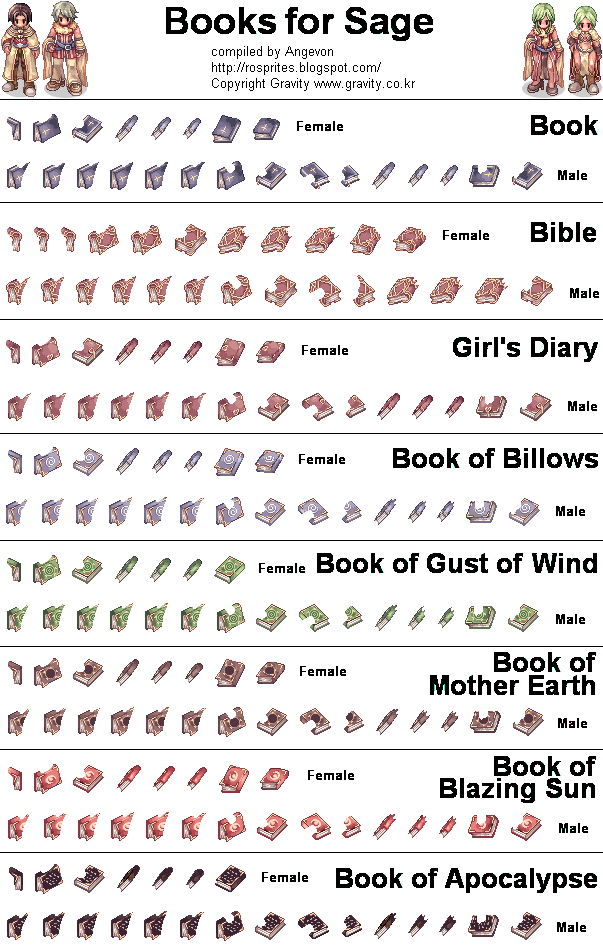 Books for Sage
compiled by Angevon
http://rosprites.blogspot.com/
Copyright Gravity www.gravity.co.kr
Female
Book
Male
Female
Bible
Male
Girl's Diary
Female
Male
Female
Book of Billows
Male
Female
Book of Gust of Wind
Male
Book of
Female
Mother Earth
Male
Book of
Female
Blazing Sun
Male
Female
Book of Apocalypse
Male